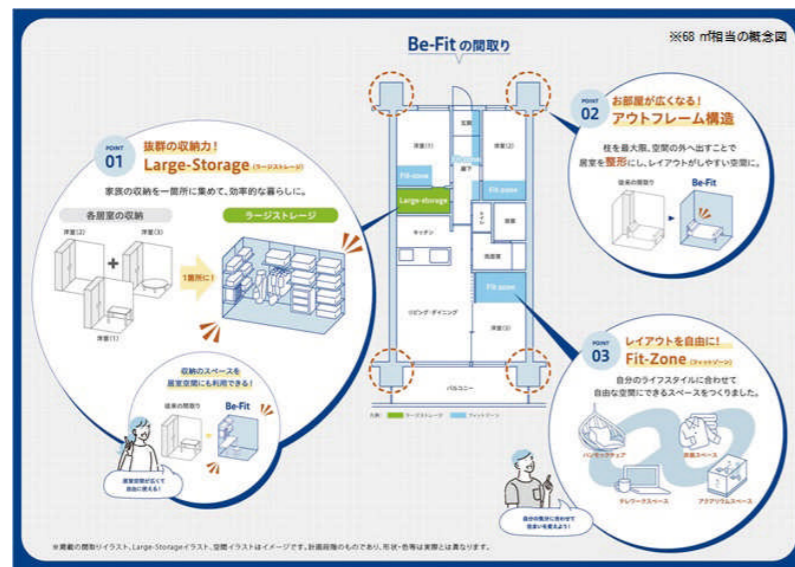 ※68 ㎡相当の概念図
Be-Fit の間取り
POINT
01
抜群の収納力！
Large-Storage（ラージストレージ）
家族の収納を一箇所に集めて、効率的な暮らしに。
各居室の収納
ラージストレージ
洋室(2)
洋室(3)
洋室(1)
1箇所に！
収納のスペースを
居室空間にも利用できる！
従来の間取り
Be-Fit
居室空間が広くて
自由に使える！
玄関
洋室(1)
洋室(2)
廊下
Fit-zone
Fit-zone
Large-storage
トイレ
キッチン
洗面室
Fit-zone
リビング・ダイニング
洋室(3)
バルコニー
凡例：
ラージストレージ
フィットゾーン
POINT
02
お部屋が広くなる！
アウトフレーム構造
柱を最大限、空間の外へ出すことで
居室を整形にし、レイアウトがしやすい空間に。
従来の間取り
Be-Fit
POINT
03
レイアウトを自由に！
Fit-Zone（フィットゾーン）
自分のライフスタイルに合わせて
自由な空間にできるスペースをつくりました。
ハンモックチェア
テレワークスペース
アクアリウムスペース
自分の気分に合わせて
住まいを変えよう！
※掲載の間取りイラスト、Large-Storageイラスト、空間イラストはイメージです。計画段階のものであり、形状・色等は実際とは異なります。